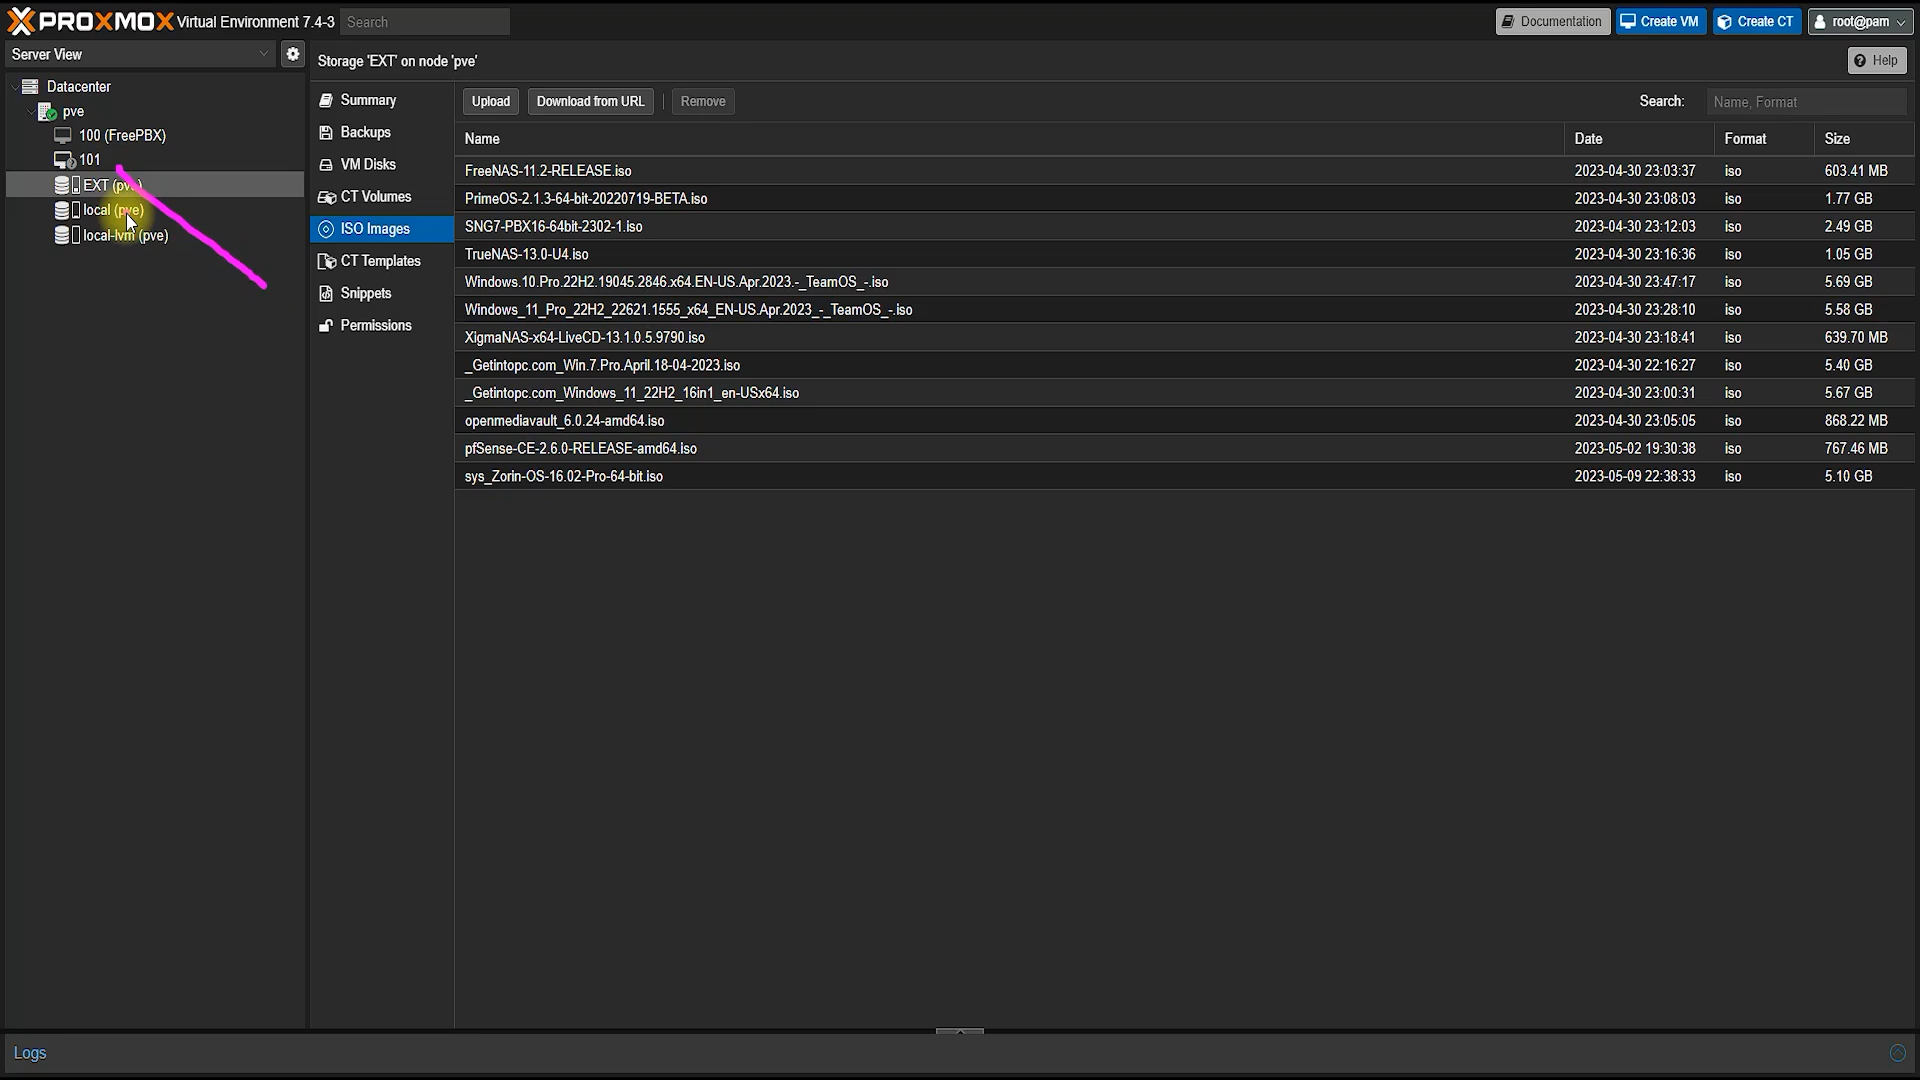 PROXMOX Virtual Environment 7.4-3 Search Documentation Create VM Create CT root@pam
Server View Storage 'EXT' on node 'pve' Help
Datacenter
pve
100 (FreePBX)
101
EXT (pve)
local (pve)
local-lvm (pve)
Summary
Backups
VM Disks
CT Volumes
ISO Images
CT Templates
Snippets
Permissions
Upload Download from URL Remove Search: Name, Format
Name Date Format Size
FreeNAS-11.2-RELEASE.iso 2023-04-30 23:03:37 iso 603.41 MB
PrimeOS-2.1.3-64-bit-20220719-BETA.iso 2023-04-30 23:08:03 iso 1.77 GB
SNG7-PBX16-64bit-2302-1.iso 2023-04-30 23:12:03 iso 2.49 GB
TrueNAS-13.0-U4.iso 2023-04-30 23:16:36 iso 1.05 GB
Windows.10.Pro.22H2.19045.2846.x64.EN-US.Apr.2023.-_TeamOS_-.iso 2023-04-30 23:47:17 iso 5.69 GB
Windows_11_Pro_22H2_22621.1555_x64_EN-US.Apr.2023_-_TeamOS_-.iso 2023-04-30 23:28:10 iso 5.58 GB
XigmaNAS-x64-LiveCD-13.1.0.5.9790.iso 2023-04-30 23:18:41 iso 639.70 MB
_Getintopc.com_Win.7.Pro.April.18-04-2023.iso 2023-04-30 22:16:27 iso 5.40 GB
_Getintopc.com_Windows_11_22H2_16in1_en-USx64.iso 2023-04-30 23:00:31 iso 5.67 GB
openmediavault_6.0.24-amd64.iso 2023-04-30 23:05:05 iso 868.22 MB
pfSense-CE-2.6.0-RELEASE-amd64.iso 2023-05-02 19:30:38 iso 767.46 MB
sys_Zorin-OS-16.02-Pro-64-bit.iso 2023-05-09 22:38:33 iso 5.10 GB
Logs